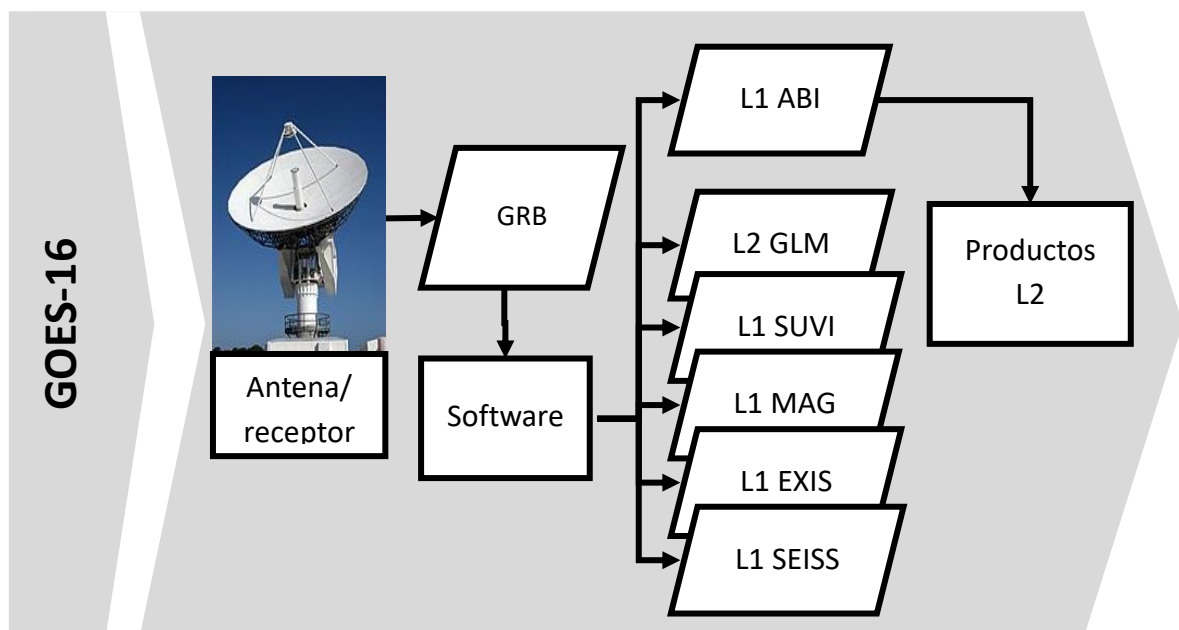 GOES-16
Antena/
receptor
GRB
Software
L1 ABI
L2 GLM
L1 SUVI
L1 MAG
L1 EXIS
L1 SEISS
Productos
L2